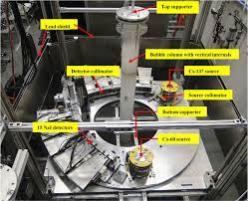 Top supporter
Lead shield
Bubble column with vertical internals
Detector collimator
Cs-137 source
Source collimator
Bottom supporter
15 NaI detectors
Co-60 source